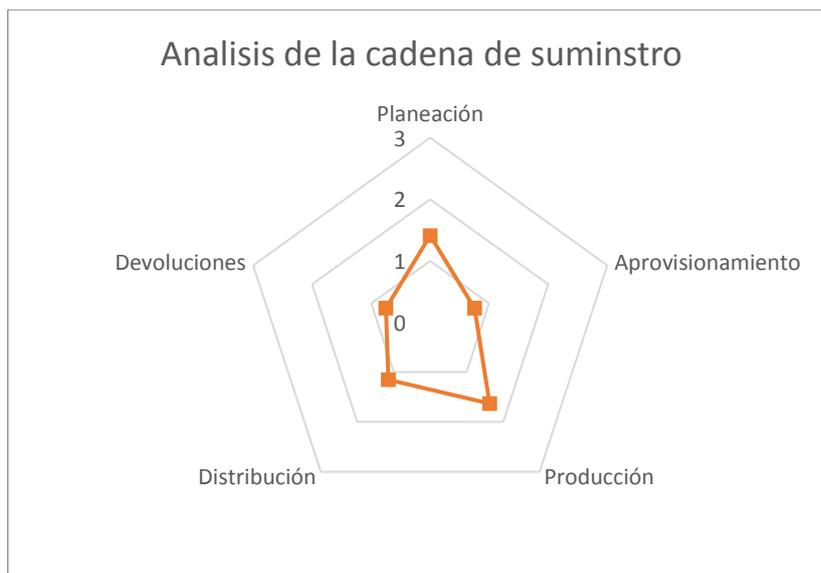 Analisis de la cadena de suminstro
Planeación
3
2
1
0
Devoluciones
Aprovisionamiento
Distribución
Producción